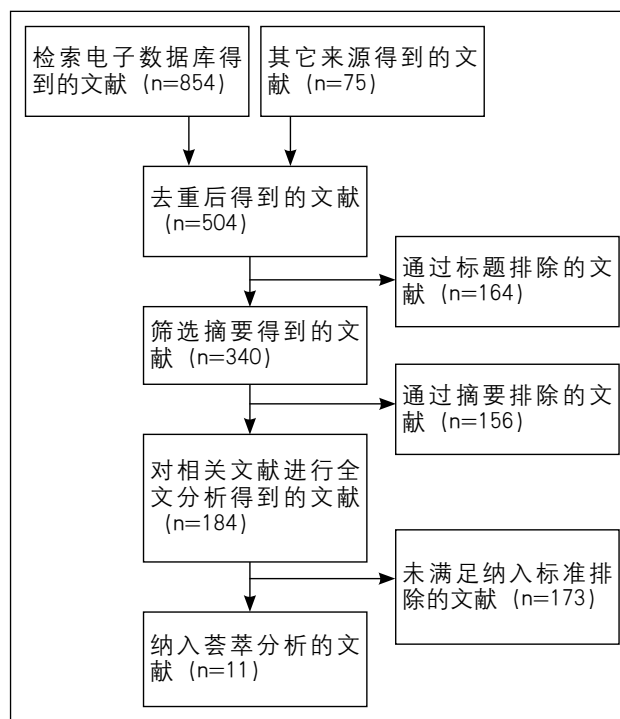 检索电子数据库得
到的文献 (n=854)
其它来源得到的文
献 (n=75)
去重后得到的文献
(n=504)
通过标题排除的文
献 (n=164)
筛选摘要得到的文
献 (n=340)
通过摘要排除的文
献 (n=156)
对相关文献进行全
文分析得到的文献
(n=184)
未满足纳入标准排
除的文献 (n=173)
纳入荟萃分析的文
献 (n=11)